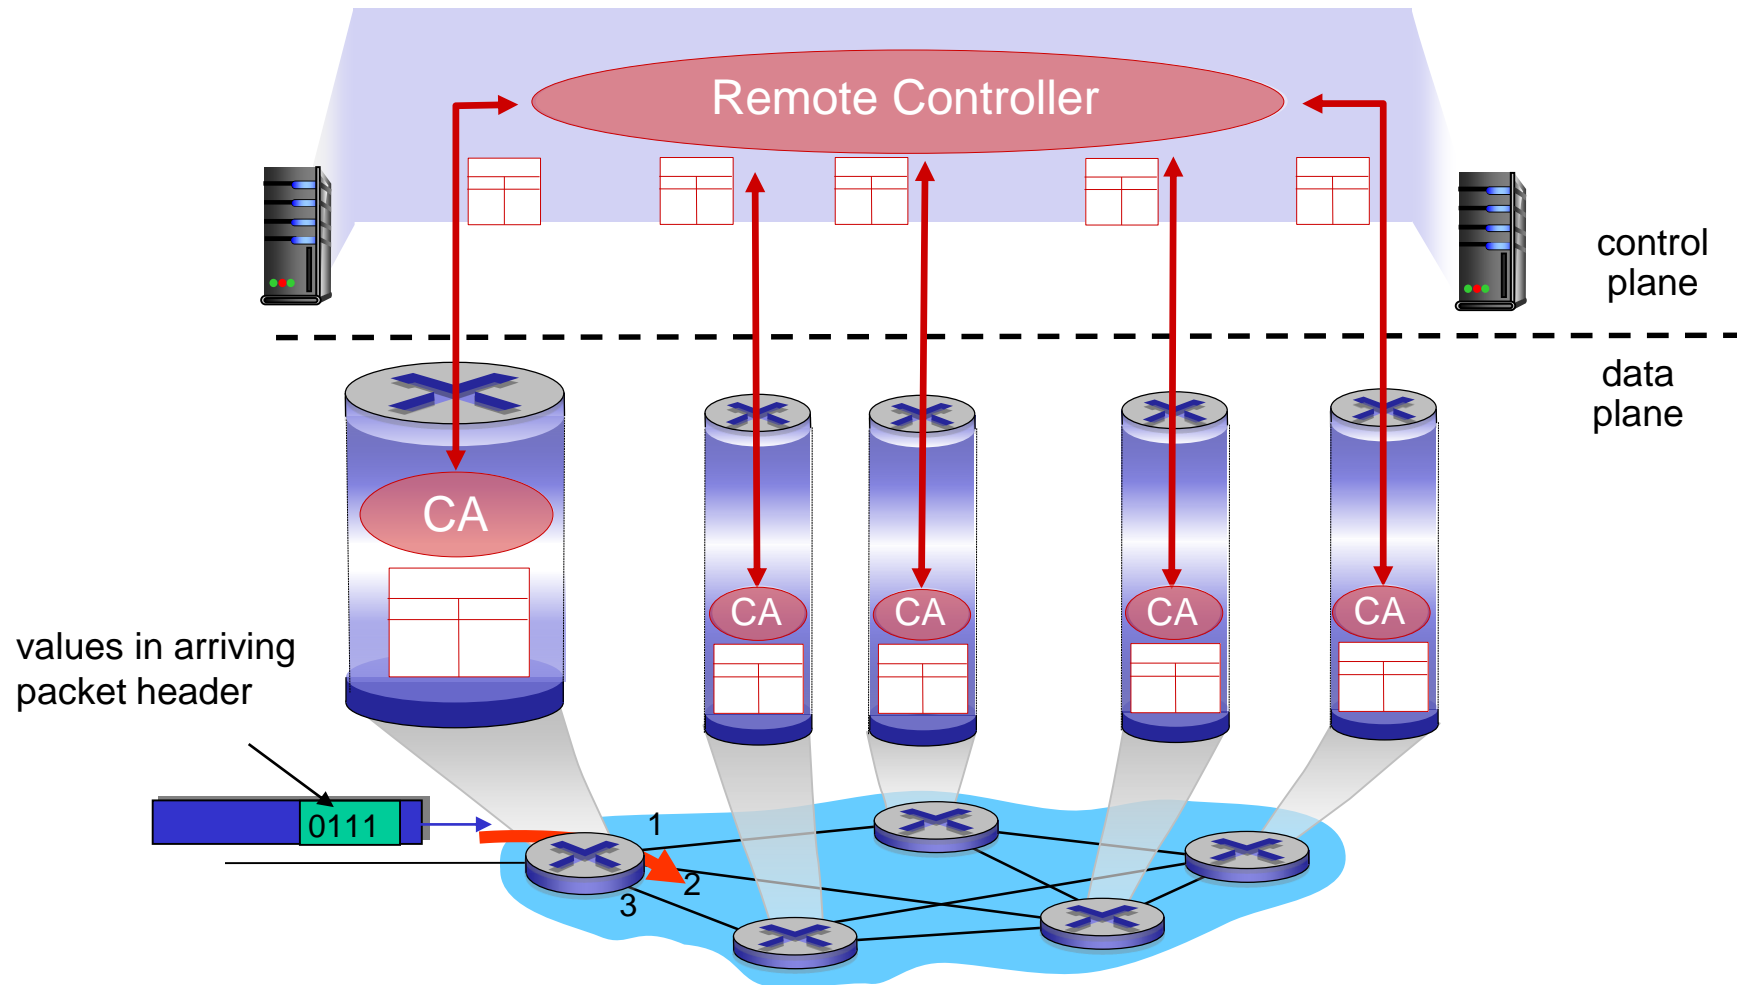 Remote Controller
control
plane
data
plane
CA
CA
CA
CA
CA
values in arriving
packet header
0111
1
2
3